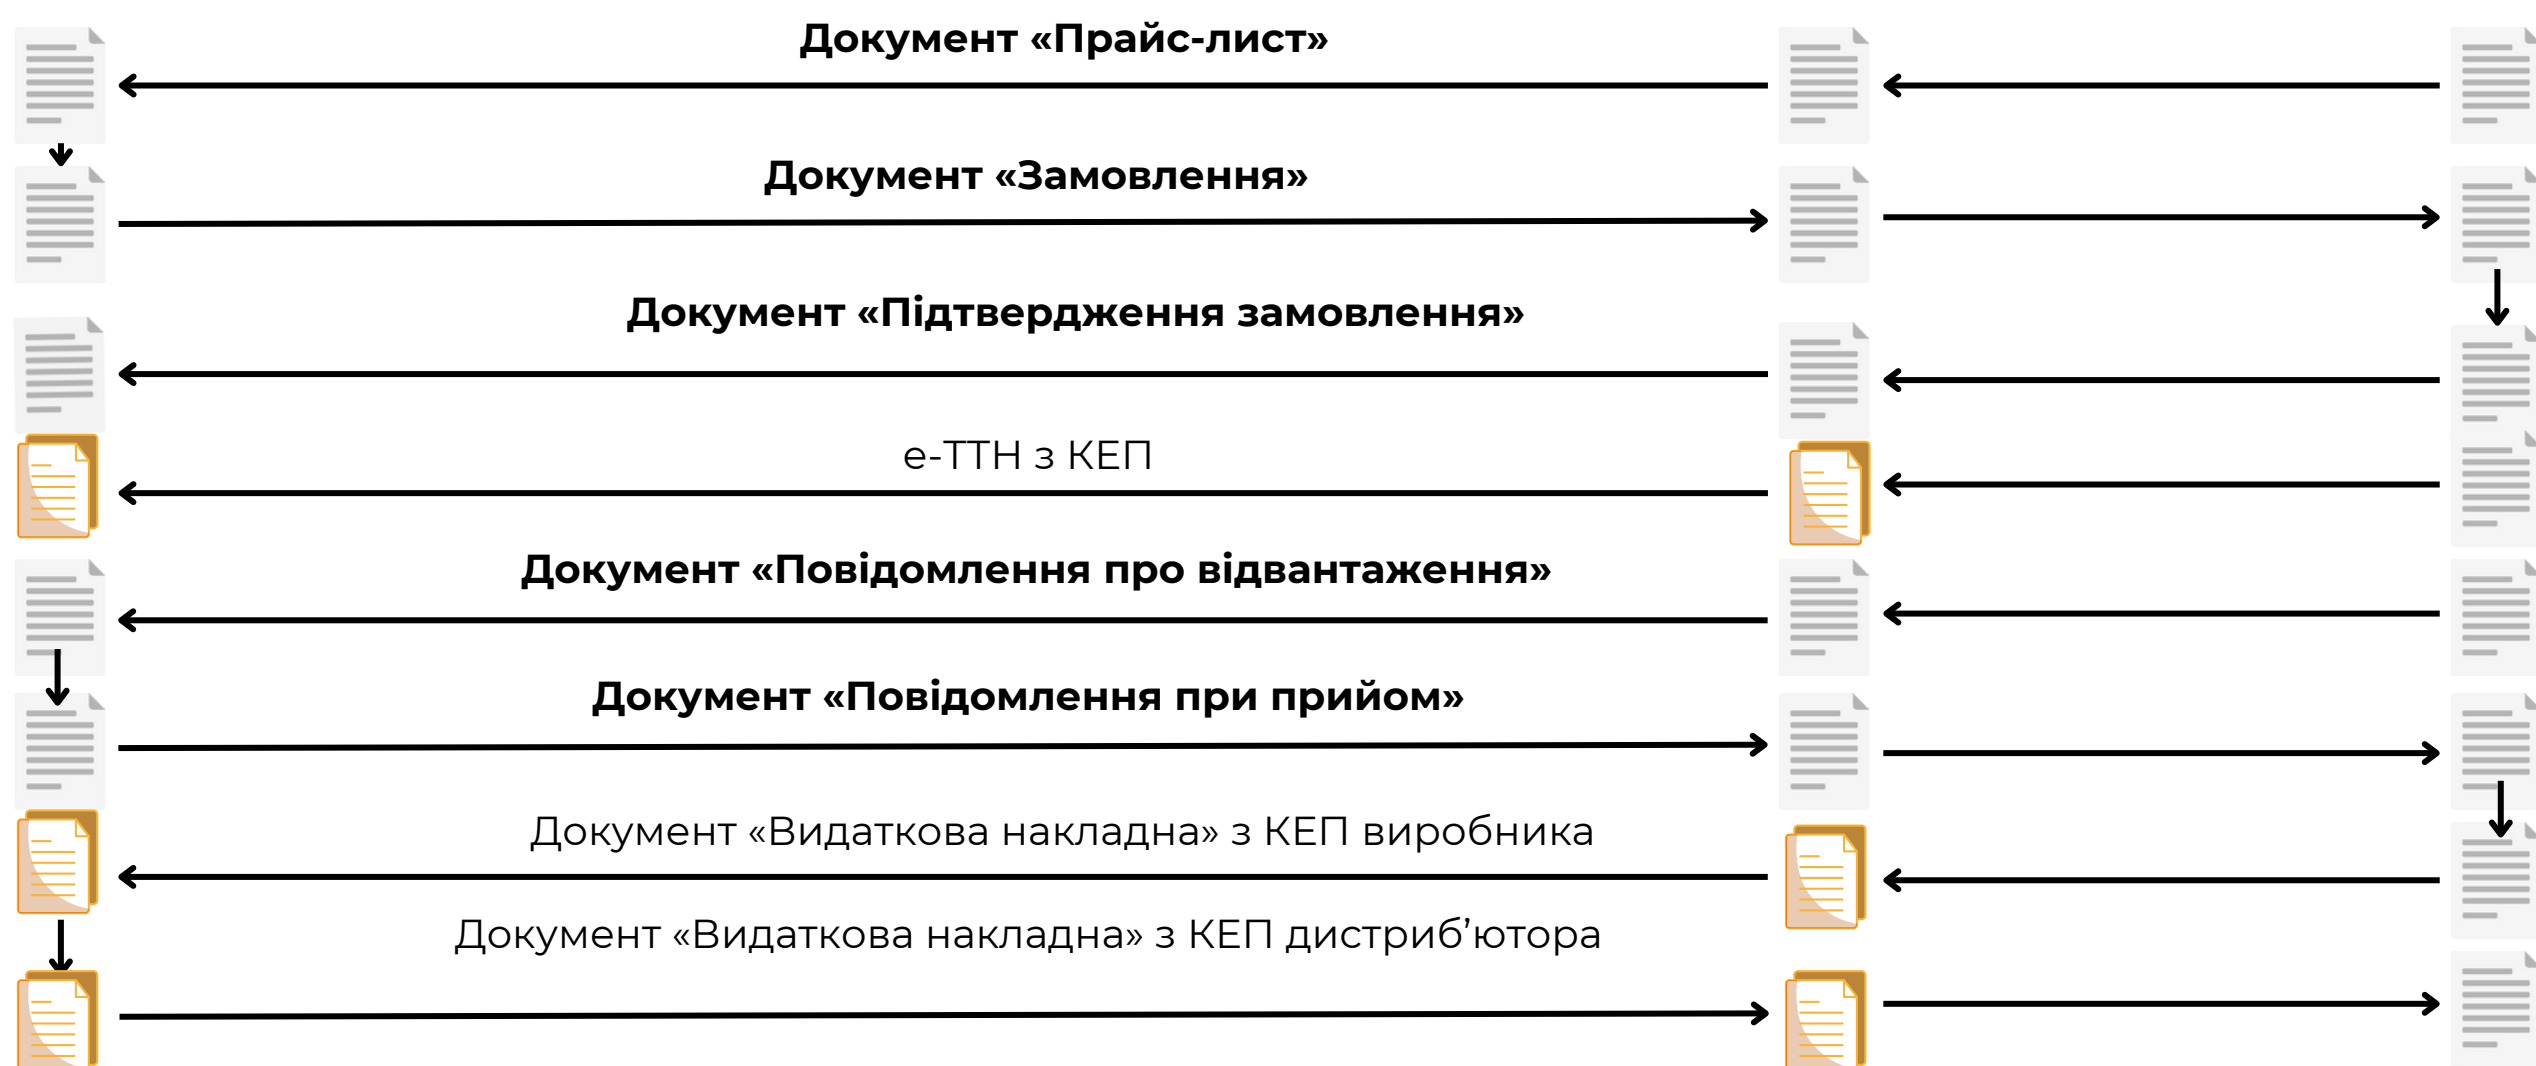 Документ «Прайс-лист»
Документ «Замовлення»
Документ «Підтвердження замовлення»
е-ТТН з КЕП
Документ «Повідомлення про відвантаження»
Документ «Повідомлення при прийом»
Документ «Видаткова накладна» з КЕП виробника
Документ «Видаткова накладна» з КЕП дистриб’ютора